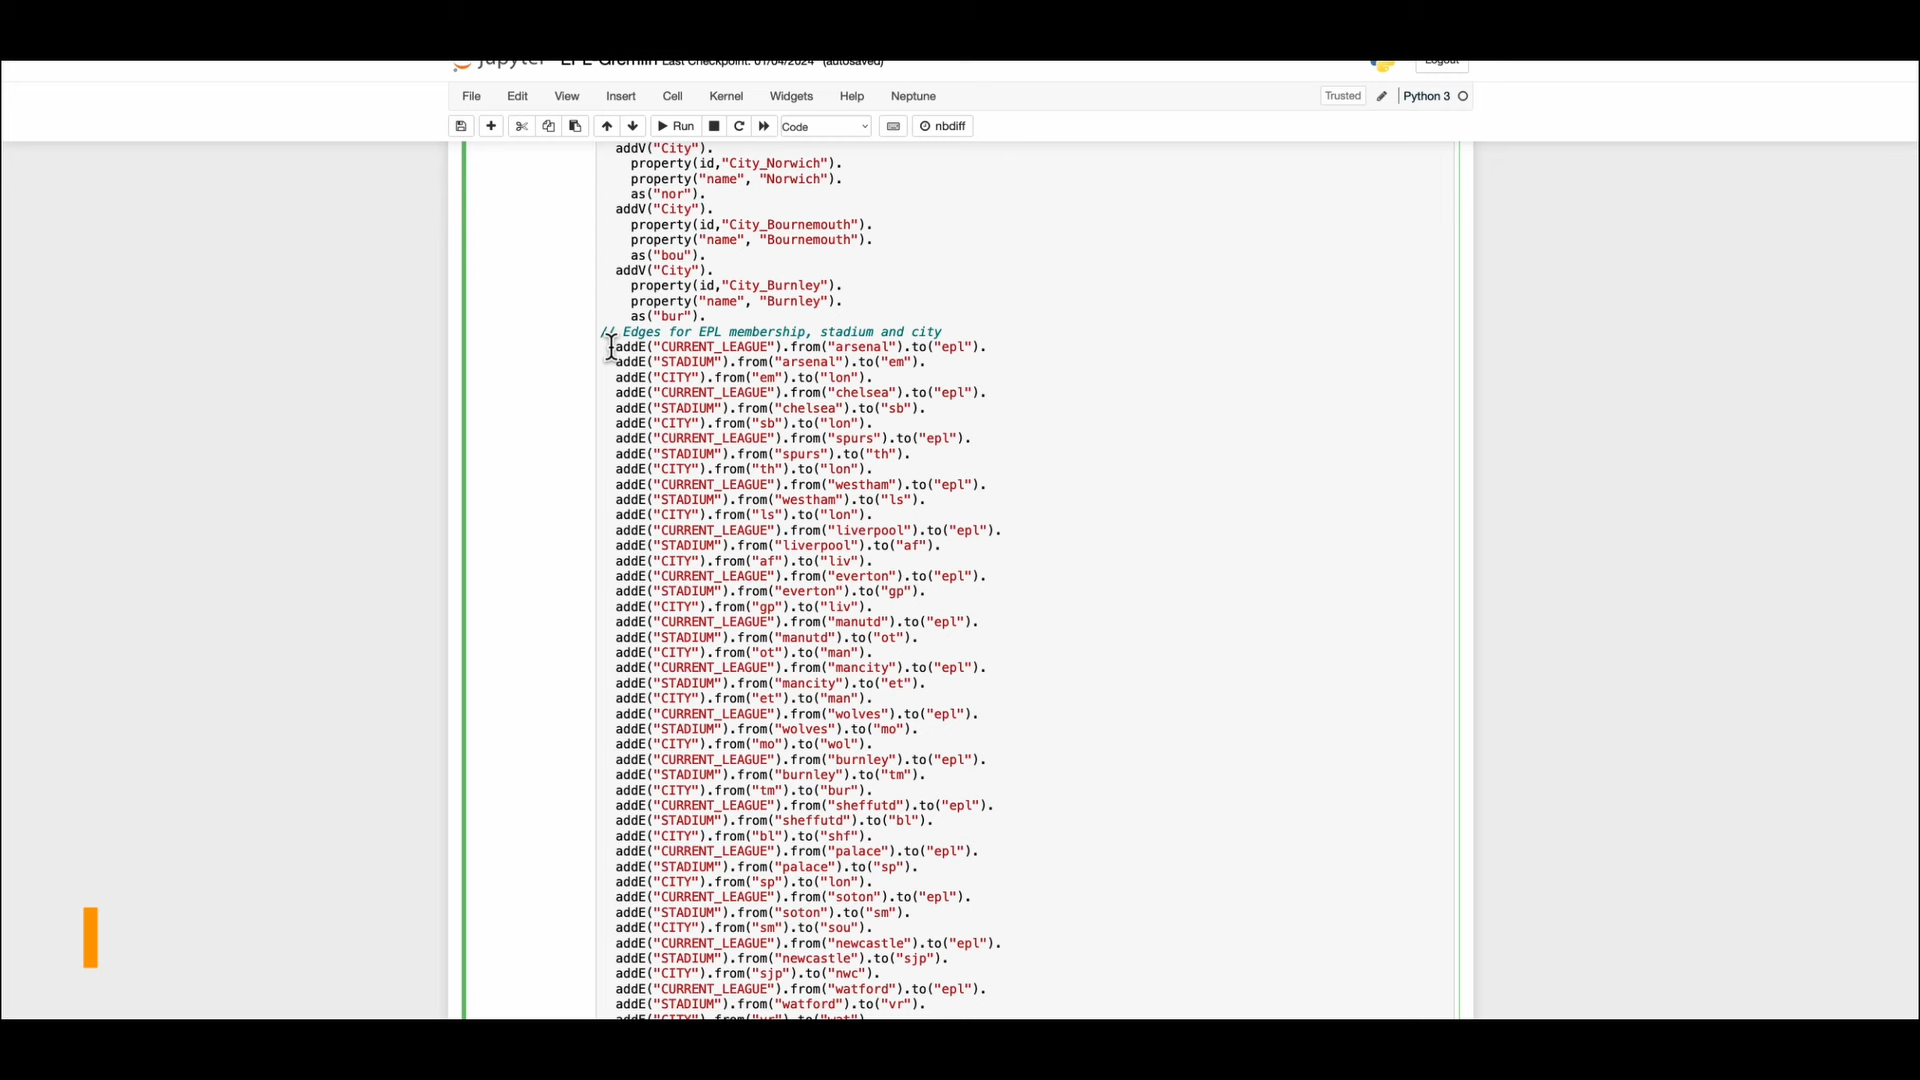 jupyter EPL Gremlin Last Checkpoint: 01/04/2024 (autosaved) Logout
File Edit View Insert Cell Kernel Widgets Help Neptune Trusted Python 3
Run Code nbdiff
addV("City").
property(id,"City_Norwich").
property("name", "Norwich").
as("nor").
addV("City").
property(id,"City_Bournemouth").
property("name", "Bournemouth").
as("bou").
addV("City").
property(id,"City_Burnley").
property("name", "Burnley").
as("bur").
// Edges for EPL membership, stadium and city
addE("CURRENT_LEAGUE").from("arsenal").to("epl").
addE("STADIUM").from("arsenal").to("em").
addE("CITY").from("em").to("lon").
addE("CURRENT_LEAGUE").from("chelsea").to("epl").
addE("STADIUM").from("chelsea").to("sb").
addE("CITY").from("sb").to("lon").
addE("CURRENT_LEAGUE").from("spurs").to("epl").
addE("STADIUM").from("spurs").to("th").
addE("CITY").from("th").to("lon").
addE("CURRENT_LEAGUE").from("westham").to("epl").
addE("STADIUM").from("westham").to("ls").
addE("CITY").from("ls").to("lon").
addE("CURRENT_LEAGUE").from("liverpool").to("epl").
addE("STADIUM").from("liverpool").to("af").
addE("CITY").from("af").to("liv").
addE("CURRENT_LEAGUE").from("everton").to("epl").
addE("STADIUM").from("everton").to("gp").
addE("CITY").from("gp").to("liv").
addE("CURRENT_LEAGUE").from("manutd").to("epl").
addE("STADIUM").from("manutd").to("ot").
addE("CITY").from("ot").to("man").
addE("CURRENT_LEAGUE").from("mancity").to("epl").
addE("STADIUM").from("mancity").to("et").
addE("CITY").from("et").to("man").
addE("CURRENT_LEAGUE").from("wolves").to("epl").
addE("STADIUM").from("wolves").to("mo").
addE("CITY").from("mo").to("wol").
addE("CURRENT_LEAGUE").from("burnley").to("epl").
addE("STADIUM").from("burnley").to("tm").
addE("CITY").from("tm").to("bur").
addE("CURRENT_LEAGUE").from("sheffutd").to("epl").
addE("STADIUM").from("sheffutd").to("bl").
addE("CITY").from("bl").to("shf").
addE("CURRENT_LEAGUE").from("palace").to("epl").
addE("STADIUM").from("palace").to("sp").
addE("CITY").from("sp").to("lon").
addE("CURRENT_LEAGUE").from("soton").to("epl").
addE("STADIUM").from("soton").to("sm").
addE("CITY").from("sm").to("sou").
addE("CURRENT_LEAGUE").from("newcastle").to("epl").
addE("STADIUM").from("newcastle").to("sjp").
addE("CITY").from("sjp").to("nwc").
addE("CURRENT_LEAGUE").from("watford").to("epl").
addE("STADIUM").from("watford").to("vr").
addE("CITY").from("vr").to("wat").